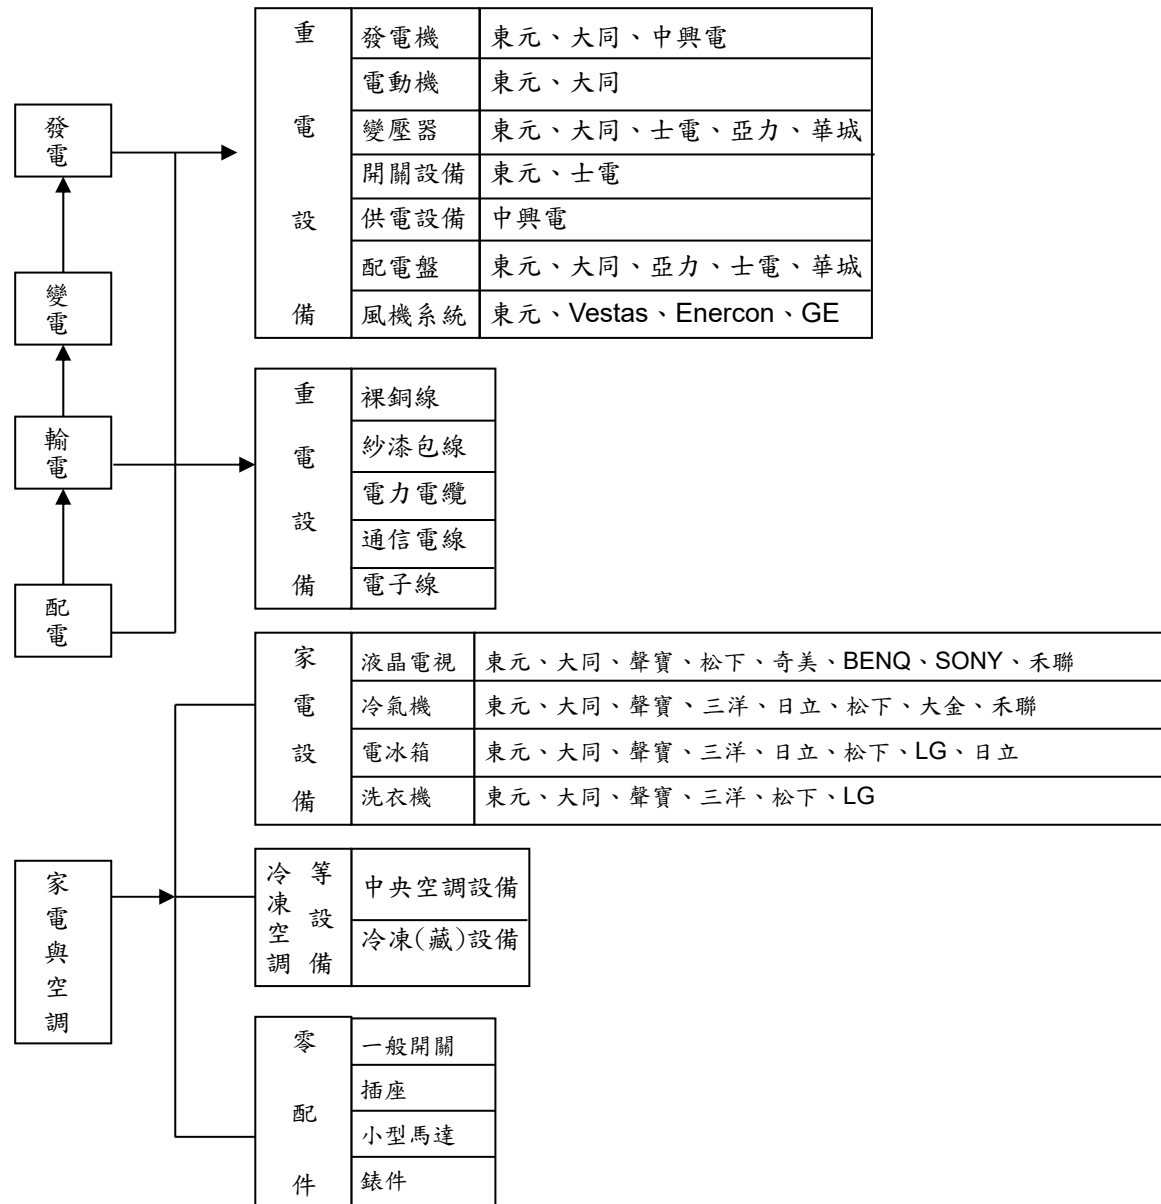 發電
變電
輸電
配電
重電設備
發電機 東元、大同、中興電
電動機 東元、大同
變壓器 東元、大同、士電、亞力、華城
開關設備 東元、士電
供電設備 中興電
配電盤 東元、大同、亞力、士電、華城
風機系統 東元、Vestas、Enercon、GE
重電設備
裸銅線
紗漆包線
電力電纜
通信電線
電子線
家電與空調
家電設備
液晶電視 東元、大同、聲寶、松下、奇美、BENQ、SONY、禾聯
冷氣機 東元、大同、聲寶、三洋、日立、松下、大金、禾聯
電冰箱 東元、大同、聲寶、三洋、日立、松下、LG、日立
洗衣機 東元、大同、聲寶、三洋、松下、LG
冷凍空調
等設備
中央空調設備
冷凍(藏)設備
零配件
一般開關
插座
小型馬達
錶件